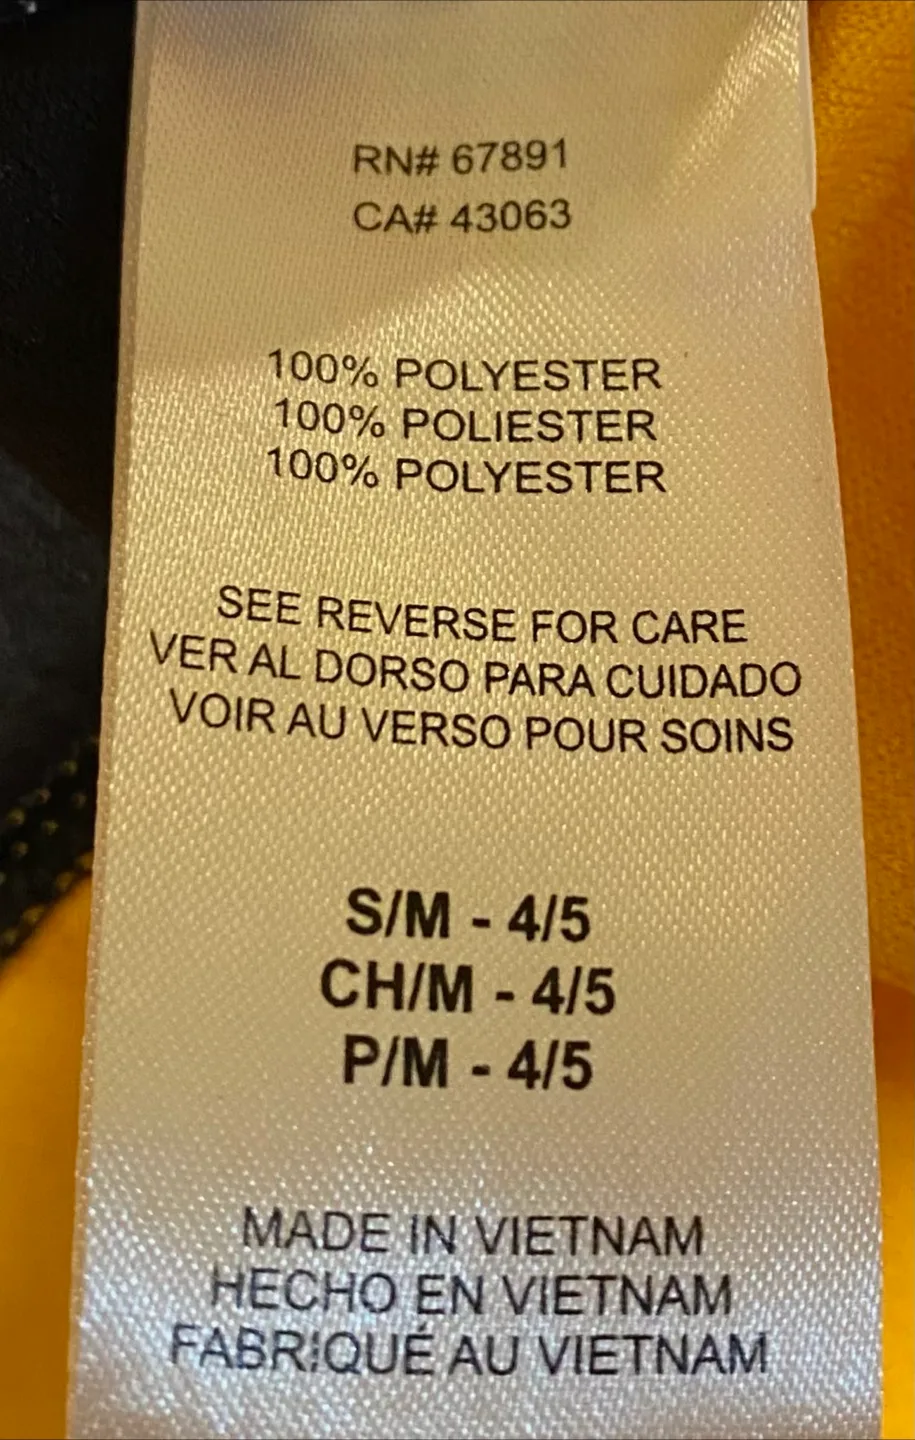 RN# 67891
CA# 43063
100% POLYESTER
100% POLIESTER
100% POLYESTER
SEE REVERSE FOR CARE
VER AL DORSO PARA CUIDADO
VOIR AU VERSO POUR SOINS
S/M - 4/5
CH/M - 4/5
P/M - 4/5
MADE IN VIETNAM
HECHO EN VIETNAM
FABRIQUÉ AU VIETNAM